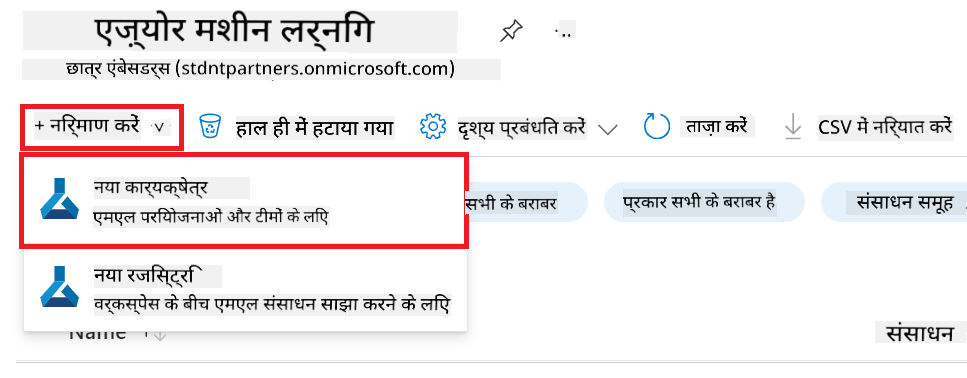 एज़्योर मशीन लर्निंग
...
छात्र एंबेसडर्स (stdntpartners.onmicrosoft.com)
+ निर्माण करें हाल ही में हटाया गया दृश्य प्रबंधित करें ताज़ा करें CSV में निर्यात करें
नया कार्यक्षेत्र
एमएल परियोजनाओं और टीमों के लिए
सभी के बराबर प्रकार सभी के बराबर है संसाधन समूह
नया रजिस्ट्री
वर्कस्पेस के बीच एमएल संसाधन साझा करने के लिए
Name संसाधन